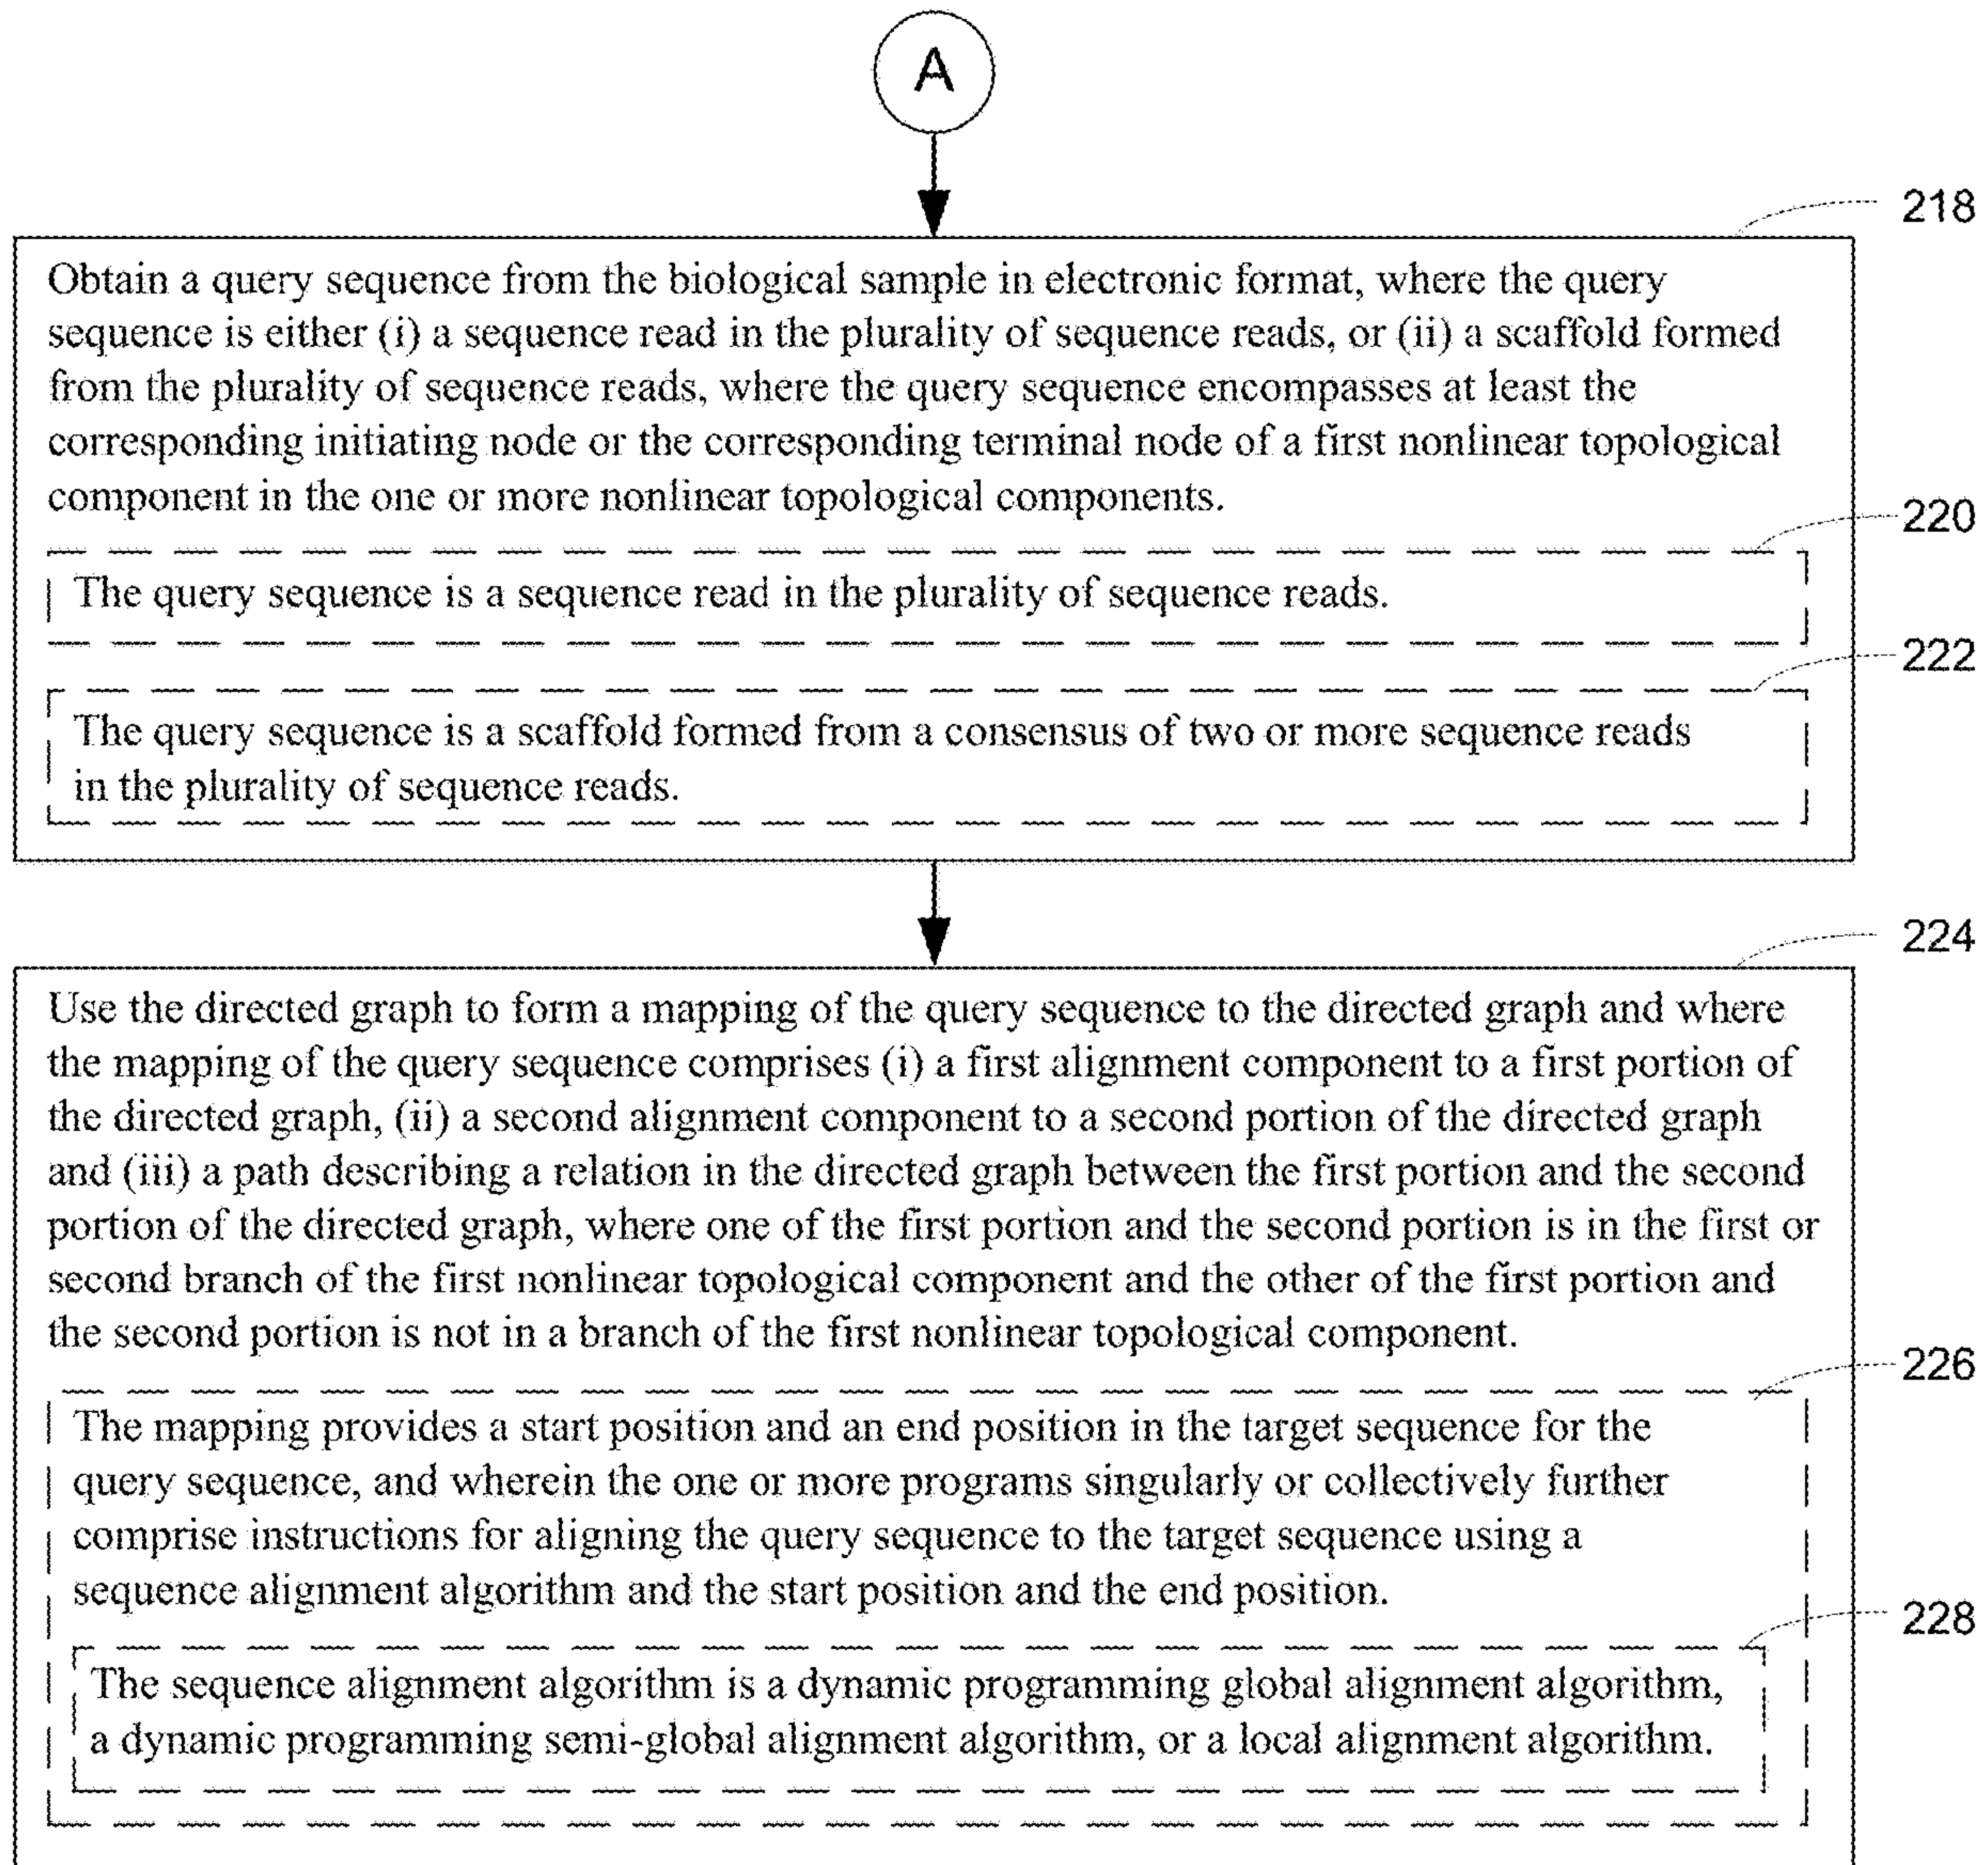 A
218
Obtain a query sequence from the biological sample in electronic format, where the query
sequence is either (i) a sequence read in the plurality of sequence reads, or (ii) a scaffold formed
from the plurality of sequence reads, where the query sequence encompasses at least the
corresponding initiating node or the corresponding terminal node of a first nonlinear topological
component in the one or more nonlinear topological components.
220
The query sequence is a sequence read in the plurality of sequence reads.
222
The query sequence is a scaffold formed from a consensus of two or more sequence reads
in the plurality of sequence reads.
224
Use the directed graph to form a mapping of the query sequence to the directed graph and where
the mapping of the query sequence comprises (i) a first alignment component to a first portion of
the directed graph, (ii) a second alignment component to a second portion of the directed graph
and (iii) a path describing a relation in the directed graph between the first portion and the second
portion of the directed graph, where one of the first portion and the second portion is in the first or
second branch of the first nonlinear topological component and the other of the first portion and
the second portion is not in a branch of the first nonlinear topological component.
226
The mapping provides a start position and an end position in the target sequence for the
query sequence, and wherein the one or more programs singularly or collectively further
comprise instructions for aligning the query sequence to the target sequence using a
sequence alignment algorithm and the start position and the end position.
228
The sequence alignment algorithm is a dynamic programming global alignment algorithm,
a dynamic programming semi-global alignment algorithm, or a local alignment algorithm.